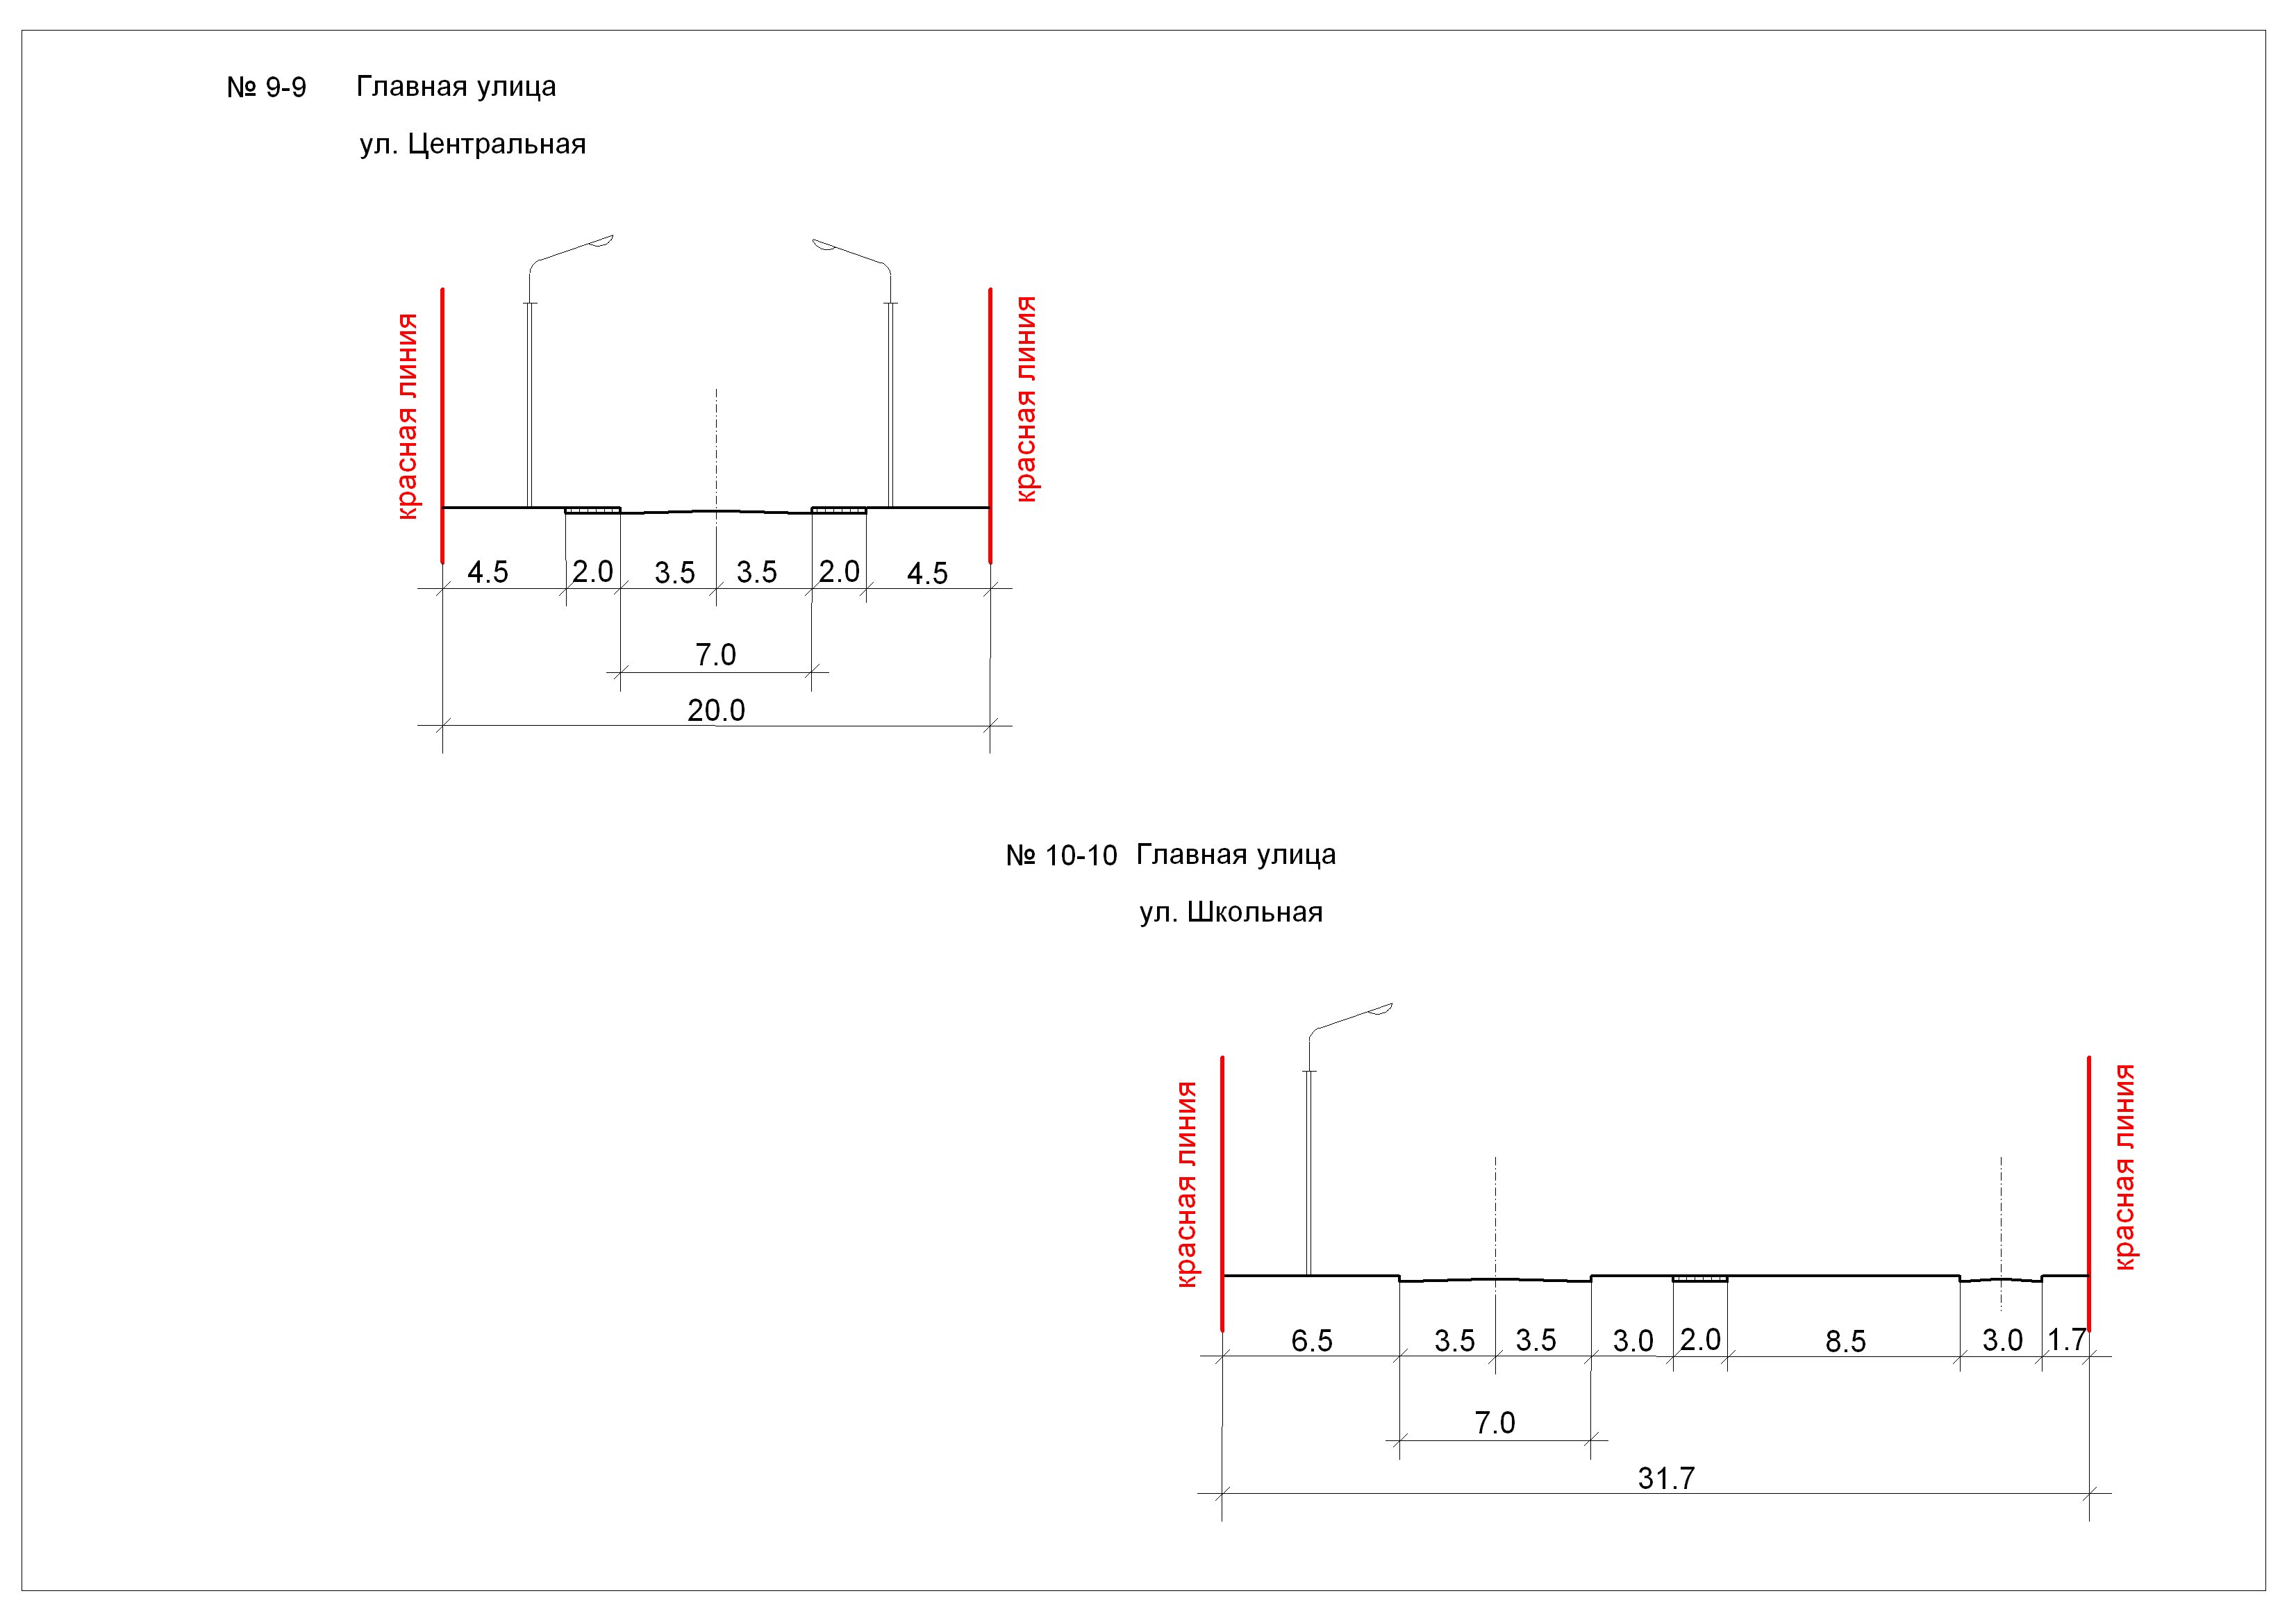 № 9-9 Главная улица
ул. Центральная
красная линия
красная линия
4.5 2.0 3.5 3.5 2.0 4.5
7.0
20.0
№ 10-10 Главная улица
ул. Школьная
красная линия
красная линия
6.5 3.5 3.5 3.0 2.0 8.5 3.0 1.7
7.0
31.7